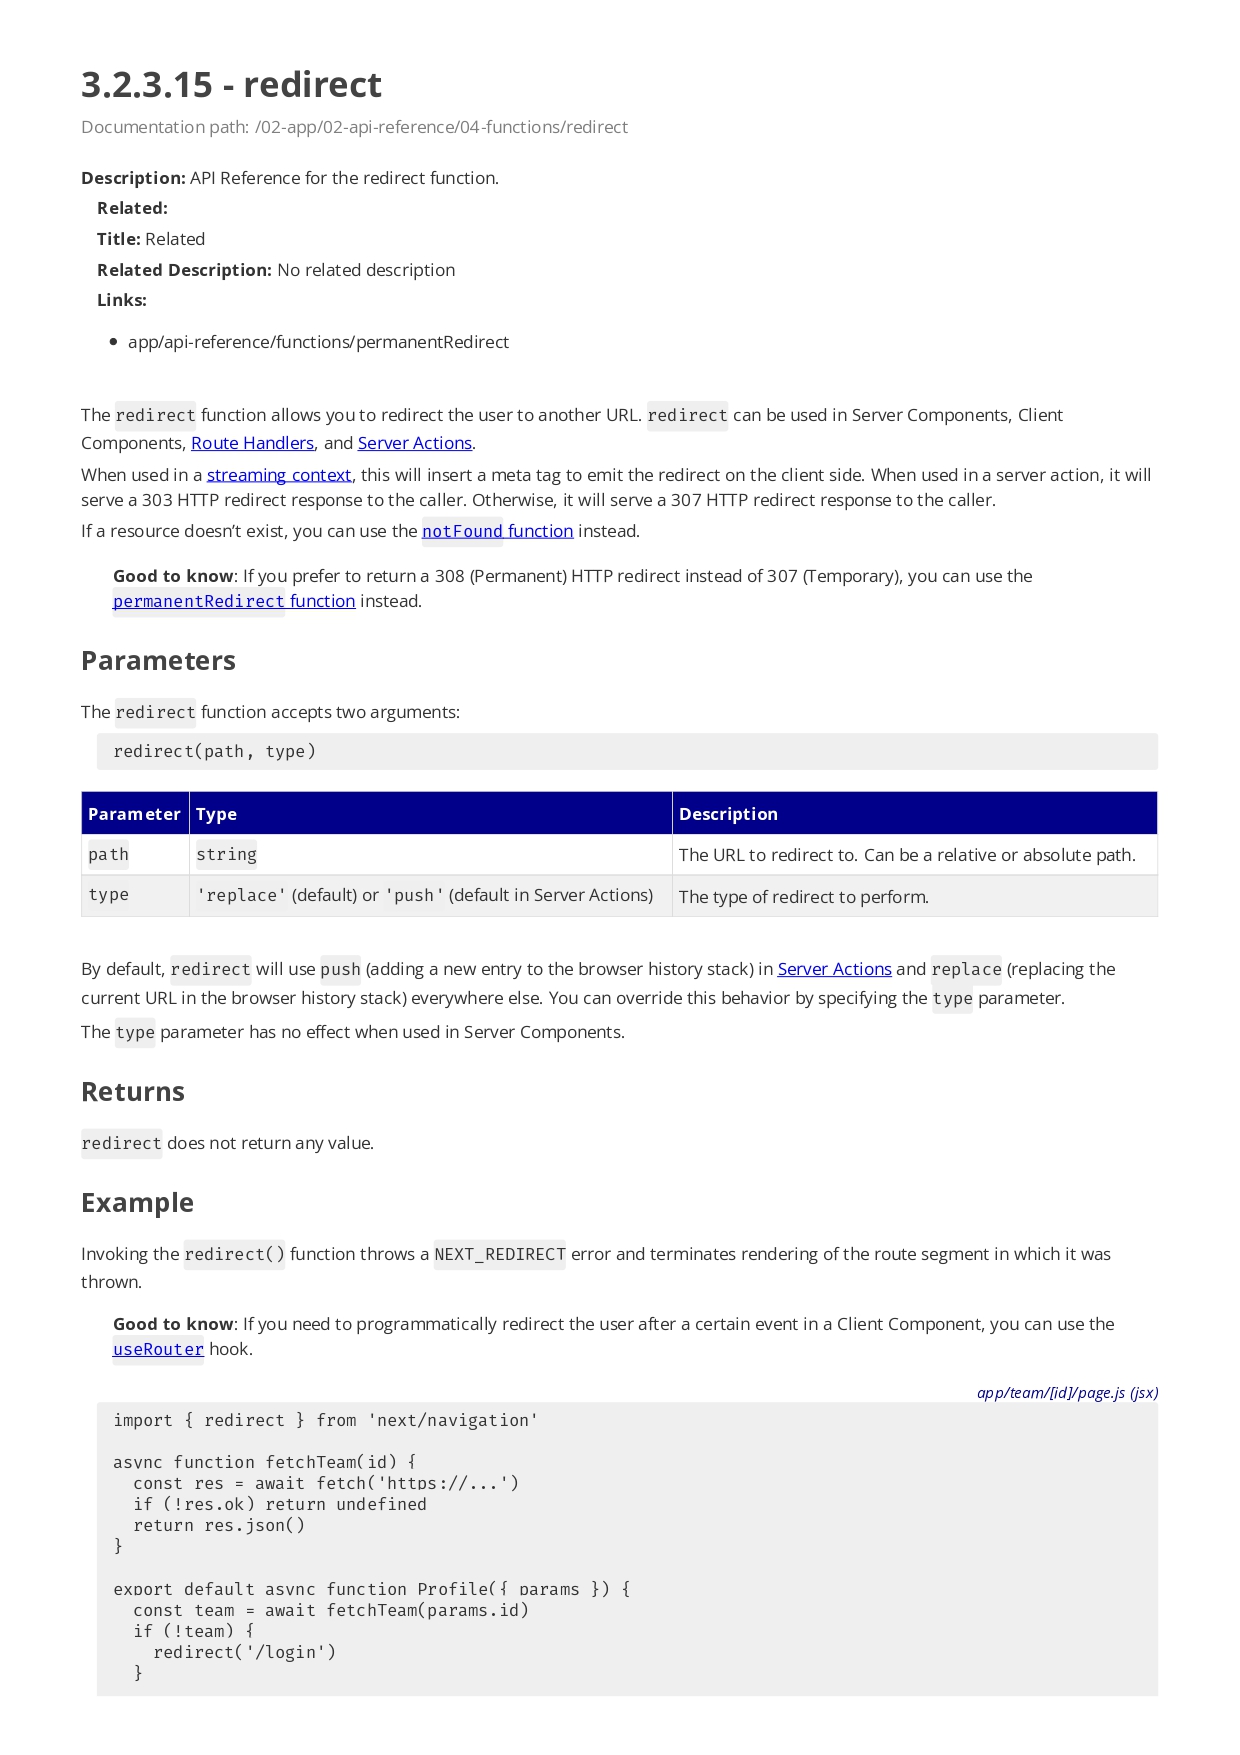 3.2.3.15 - redirect
Documentation path: /02-app/02-api-reference/04-functions/redirect
Description: API Reference for the redirect function.
Related:
Title: Related
Related Description: No related description
Links:
• app/api-reference/functions/permanentRedirect
The redirect function allows you to redirect the user to another URL. redirect can be used in Server Components, Client
Components, Route Handlers, and Server Actions.
When used in a streaming context, this will insert a meta tag to emit the redirect on the client side. When used in a server action, it will
serve a 303 HTTP redirect response to the caller. Otherwise, it will serve a 307 HTTP redirect response to the caller.
If a resource doesn’t exist, you can use the notFound function instead.
Good to know: If you prefer to return a 308 (Permanent) HTTP redirect instead of 307 (Temporary), you can use the
permanentRedirect function instead.
Parameters
The redirect function accepts two arguments:
redirect(path, type)
Parameter Type Description
path string The URL to redirect to. Can be a relative or absolute path.
type 'replace' (default) or 'push' (default in Server Actions) The type of redirect to perform.
By default, redirect will use push (adding a new entry to the browser history stack) in Server Actions and replace (replacing the
current URL in the browser history stack) everywhere else. You can override this behavior by specifying the type parameter.
The type parameter has no effect when used in Server Components.
Returns
redirect does not return any value.
Example
Invoking the redirect() function throws a NEXT_REDIRECT error and terminates rendering of the route segment in which it was
thrown.
Good to know: If you need to programmatically redirect the user after a certain event in a Client Component, you can use the
useRouter hook.
app/team/[id]/page.js (jsx)
import { redirect } from 'next/navigation'
async function fetchTeam(id) {
  const res = await fetch('https://...')
  if (!res.ok) return undefined
  return res.json()
}
export default async function Profile({ params }) {
  const team = await fetchTeam(params.id)
  if (!team) {
    redirect('/login')
  }